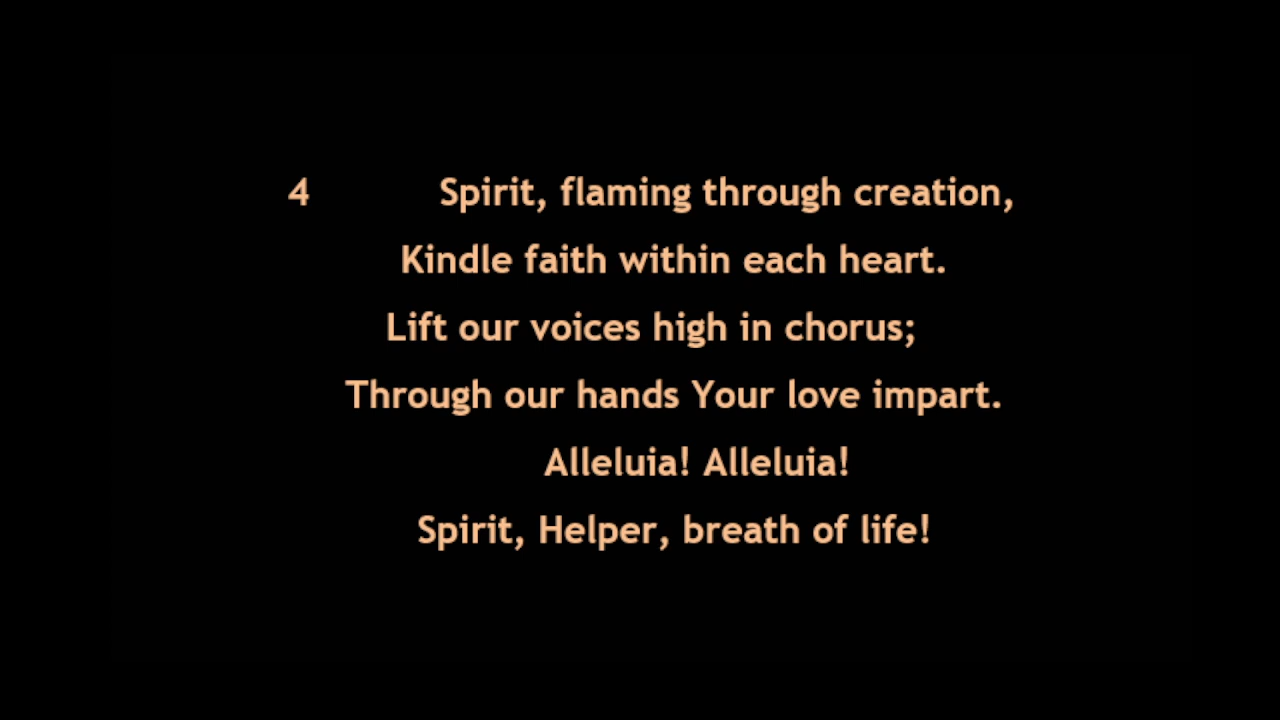 4 Spirit, flaming through creation,
Kindle faith within each heart.
Lift our voices high in chorus;
Through our hands Your love impart.
Alleluia! Alleluia!
Spirit, Helper, breath of life!